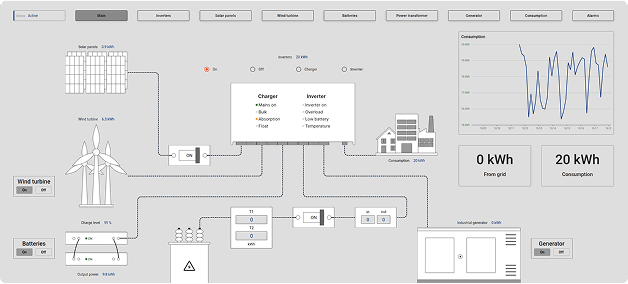 Active
Main
Inverters
Solar panels
Wind turbine
Batteries
Power transformer
Generator
Consumption
Alarms
Solar panels 3.9 kWh
Inverters 20 kWh
On
Off
Charger
Inverter
Consumption
Charger
Inverter
Mains on
Inverter on
Bulk
Overload
Absorption
Low battery
Float
Temperature
Wind turbine 6.3 kWh
ON
Consumption 20 kWh
0 kWh
From grid
20 kWh
Consumption
Wind turbine
On
Off
Charge level 55 %
T1
0
T2
0
kWh
ON
in
out
0
0
Industrial generator 0 kWh
Batteries
On
Off
ON
ON
Output power 9.8 kWh
Generator
On
Off